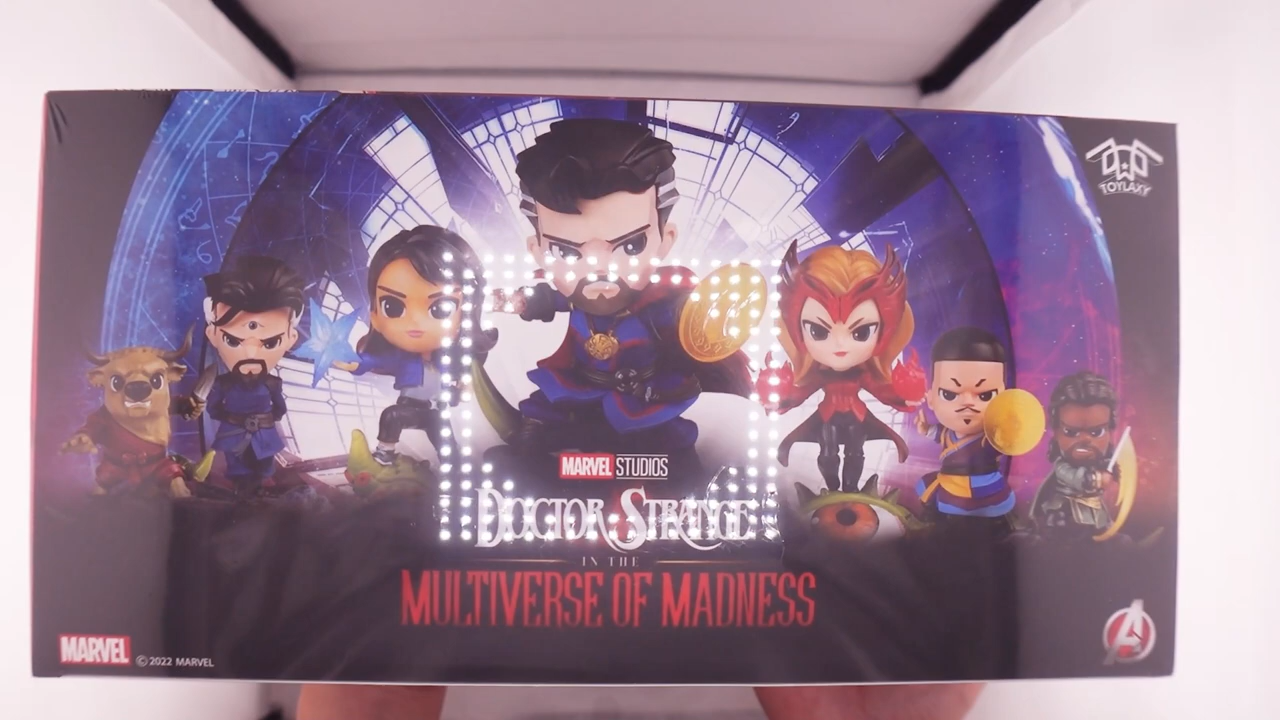 TOYLAXY
MARVEL STUDIOS
DOCTOR STRANGE
IN THE
MULTIVERSE OF MADNESS
MARVEL © 2022 MARVEL